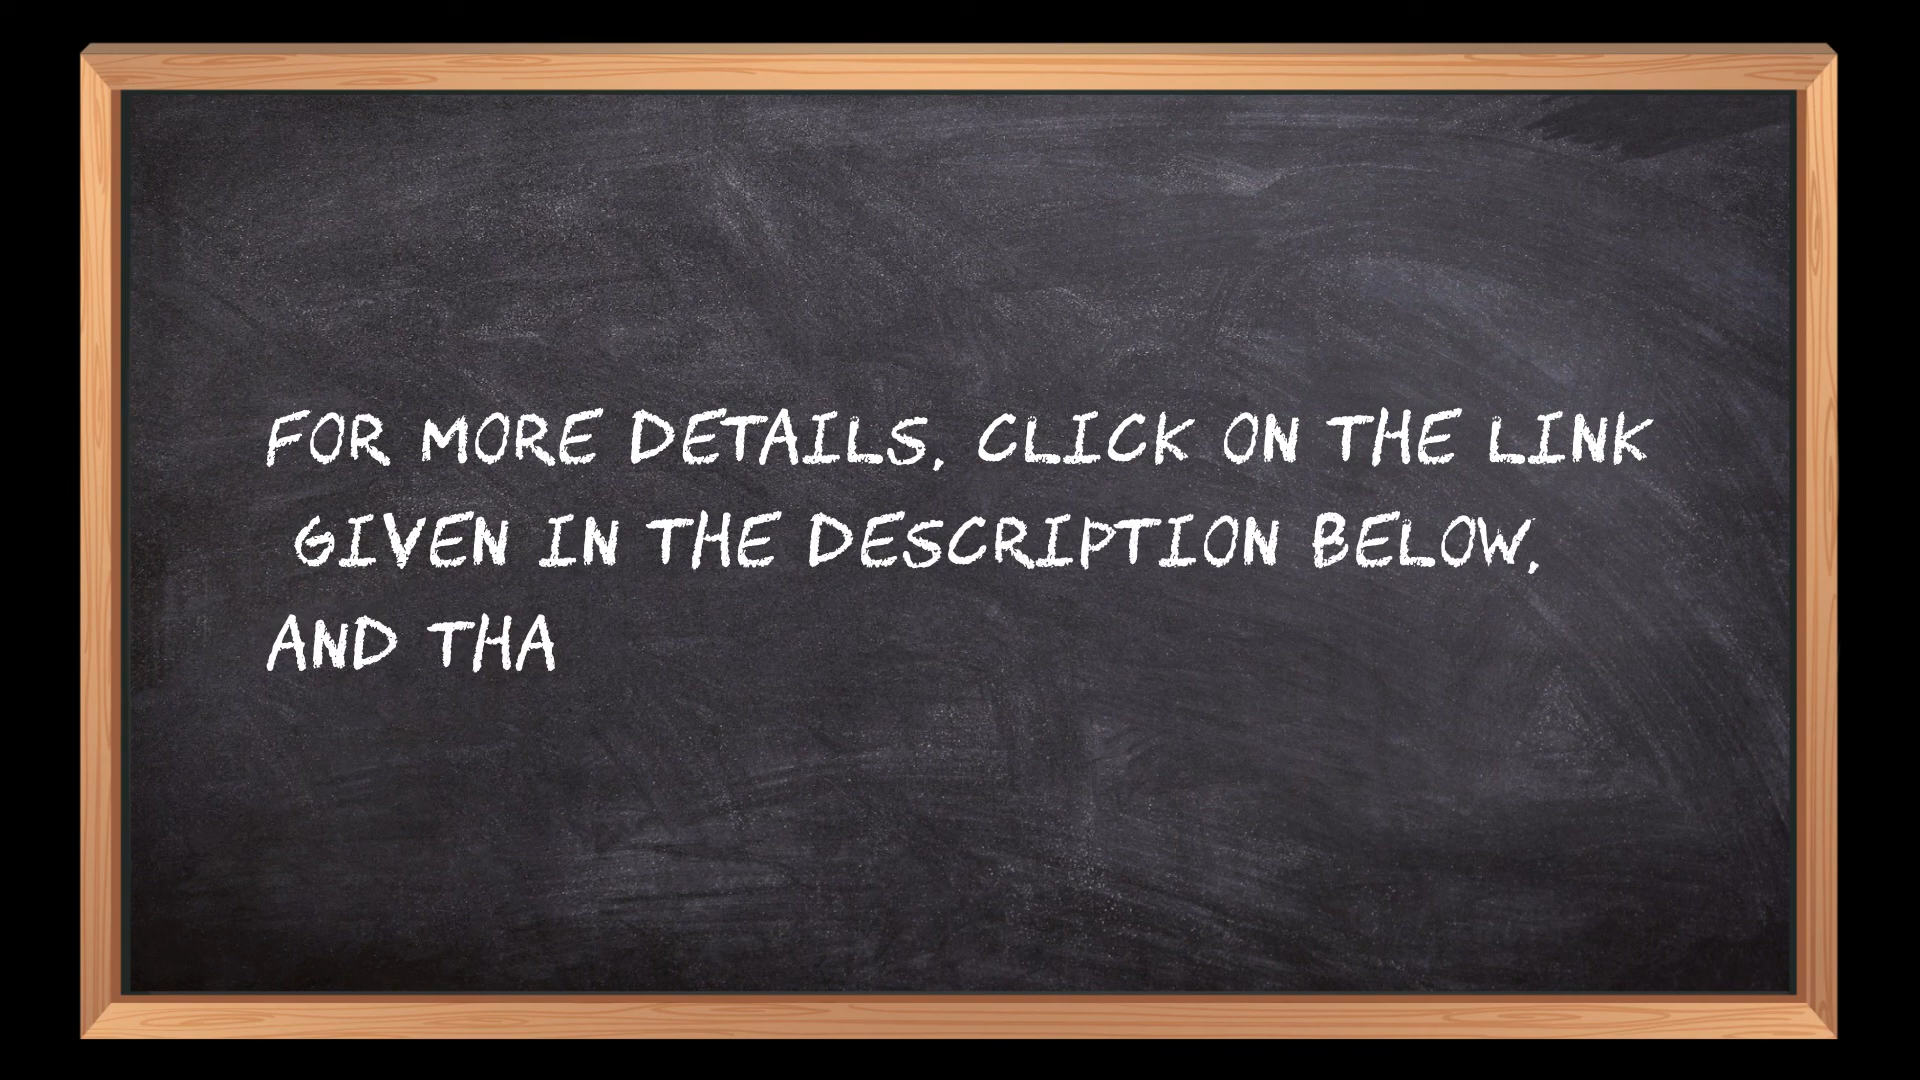 FOR MORE DETAILS, CLICK ON THE LINK
GIVEN IN THE DESCRIPTION BELOW,
AND THA